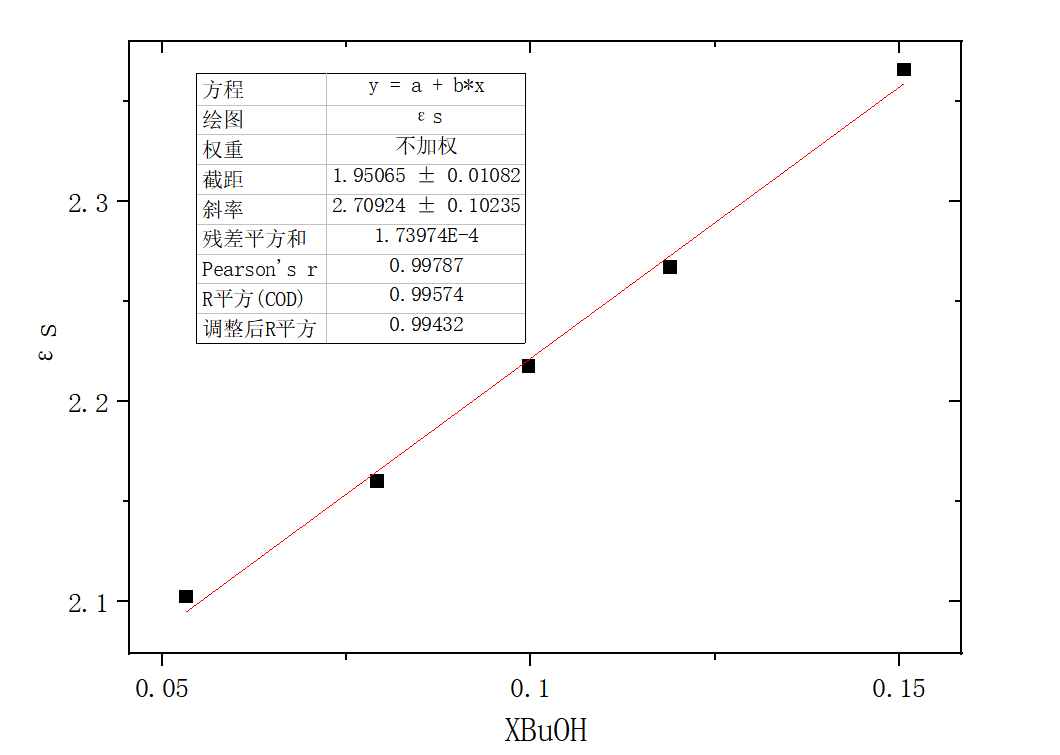 方程 y = a + b*x
绘图 ε s
权重 不加权
截距 1.95065 ± 0.01082
斜率 2.70924 ± 0.10235
残差平方和 1.73974E-4
Pearson's r 0.99787
R平方(COD) 0.99574
调整后R平方 0.99432
2.3
ε S
2.2
2.1
0.05 0.1 0.15
XBuOH